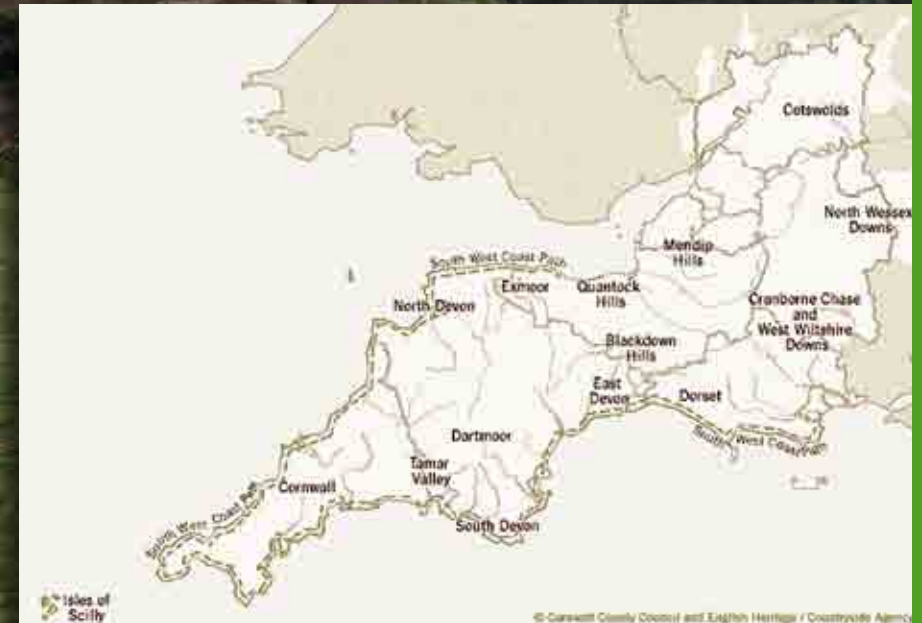 Cotswolds
North Wessex
Downs
Mendip
Hills
South West Coast Path
Exmoor
Quantock
Hills
North Devon
Cranborne Chase
and
West Wiltshire
Downs
Blackdown
Hills
East
Devon
Dorset
South West Coast Path
Dartmoor
Tamar
Valley
Cornwall
South West Coast Path
South Devon
Isles of
Scilly
County Council and English Heritage / Countryside Agency